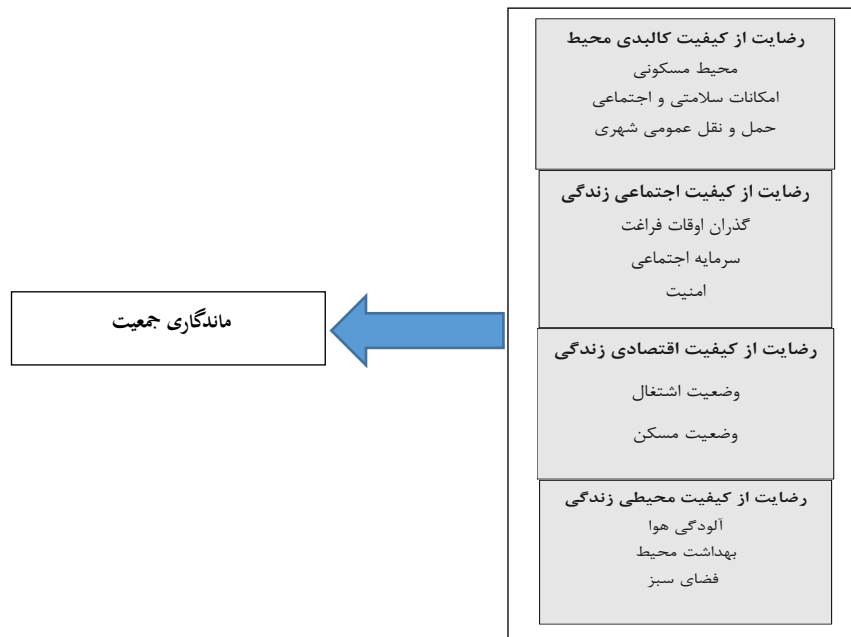 رضایت از کیفیت کالبدی محیط
محیط مسکونی
امکانات سلامتی و اجتماعی
حمل و نقل عمومی شهری
رضایت از کیفیت اجتماعی زندگی
گذران اوقات فراغت
سرمایه اجتماعی
امنیت
رضایت از کیفیت اقتصادی زندگی
وضعیت اشتغال
وضعیت مسکن
رضایت از کیفیت محیطی زندگی
آلودگی هوا
بهداشت محیط
فضای سبز
ماندگاری جمعیت